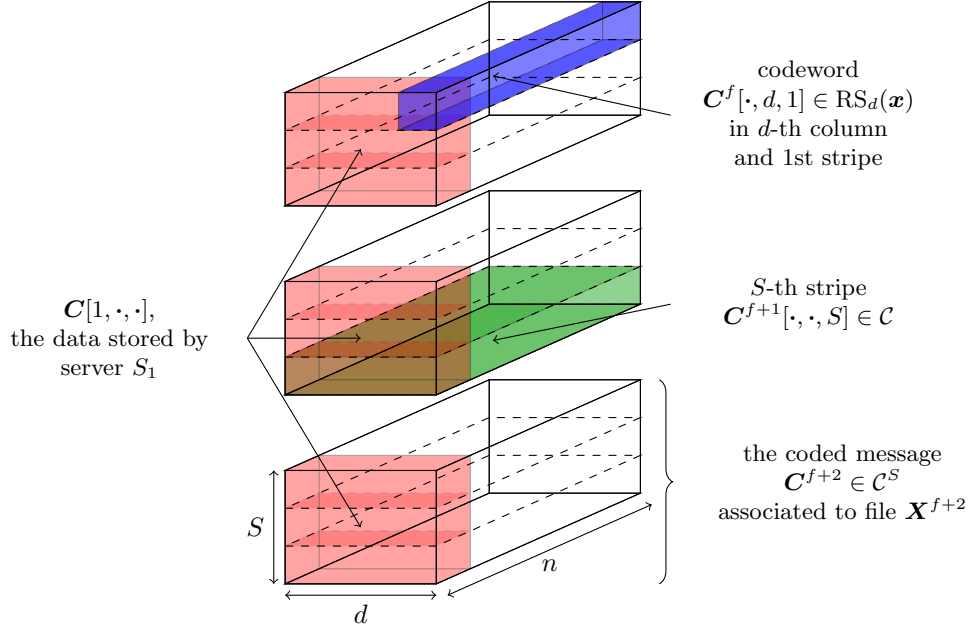 codeword
C^f[·, d, 1] ∈ RS_d(x)
in d-th column
and 1st stripe
C[1, ·, ·],
the data stored by
server S_1
S-th stripe
C^{f+1}[·, ·, S] ∈ 𝒞
the coded message
C^{f+2} ∈ 𝒞^S
associated to file X^{f+2}
S
n
d